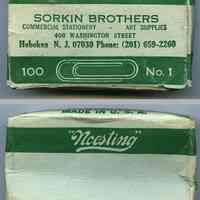 SORKIN BROTHERS
COMMERCIAL STATIONERY - ART SUPPLIES
400 WASHINGTON STREET
Hoboken N. J. 07030 Phone: (201) 659-2260
100 No. 1
MADE IN U. S. A.
"Noesting"